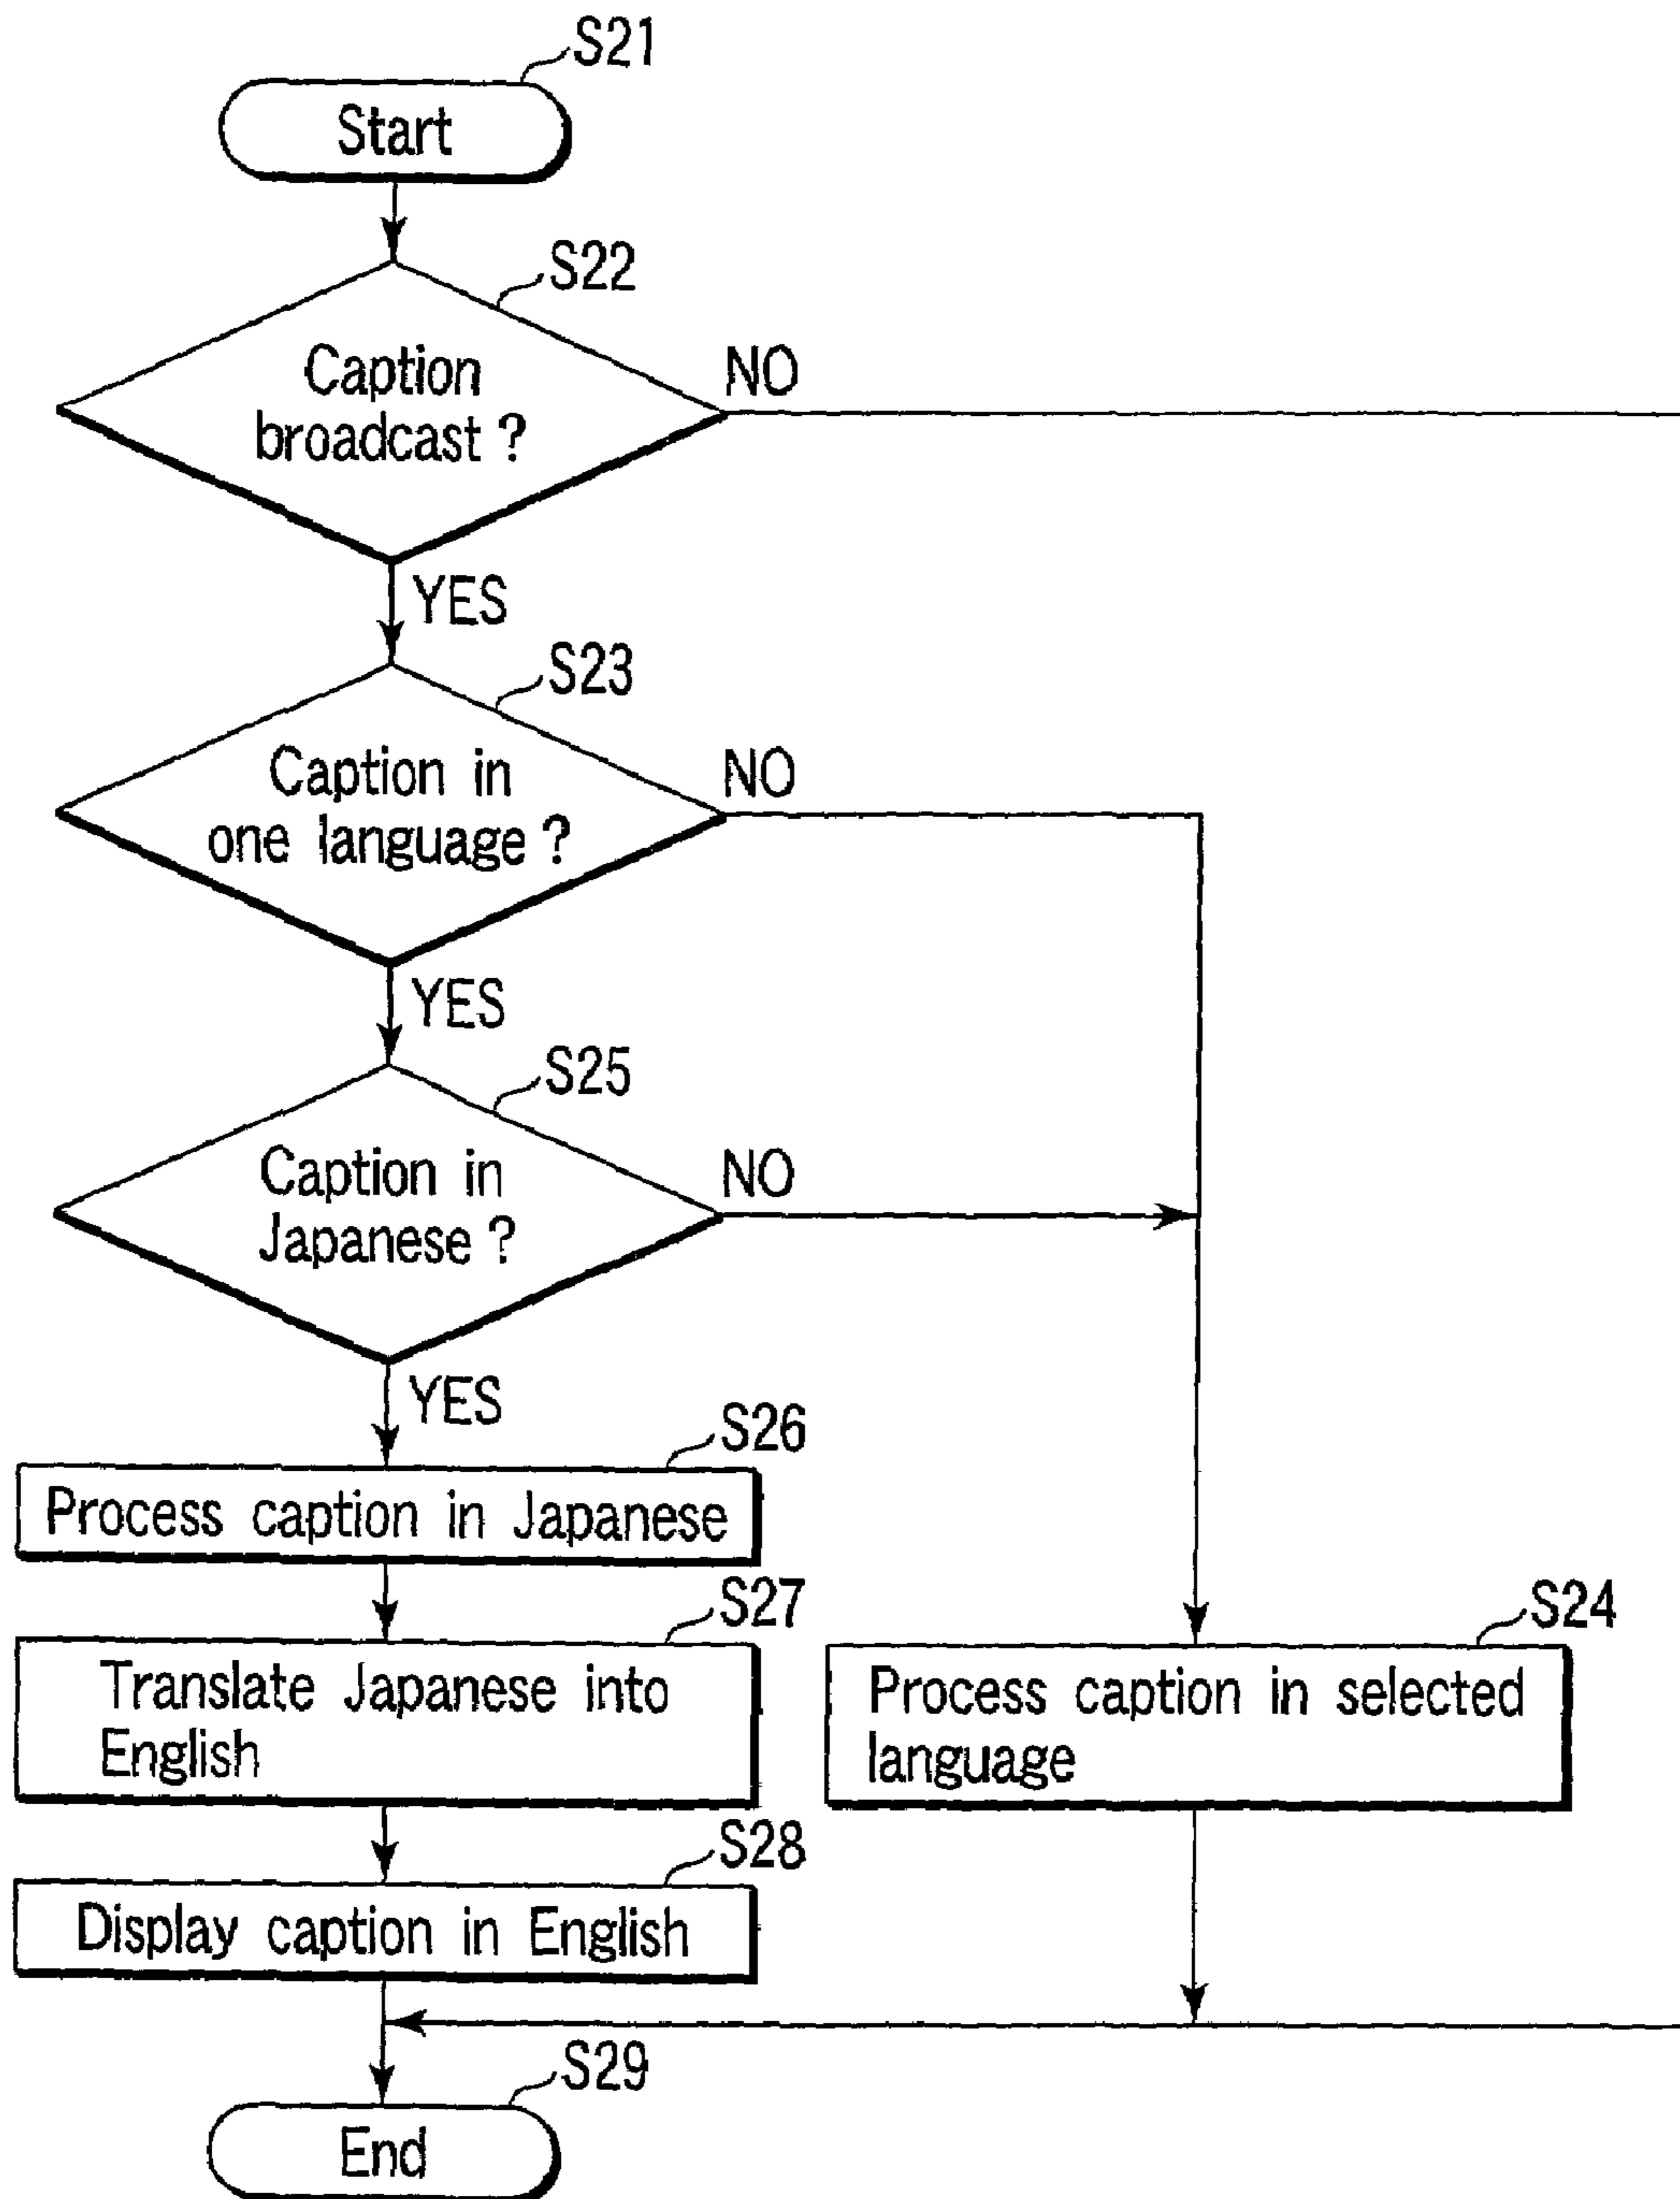 S21
Start
S22
Caption
broadcast ?
NO
YES
S23
Caption in
one language ?
NO
YES
S25
Caption in
Japanese ?
NO
YES
S26
Process caption in Japanese
S27
Translate Japanese into
English
S24
Process caption in selected
language
S28
Display caption in English
S29
End